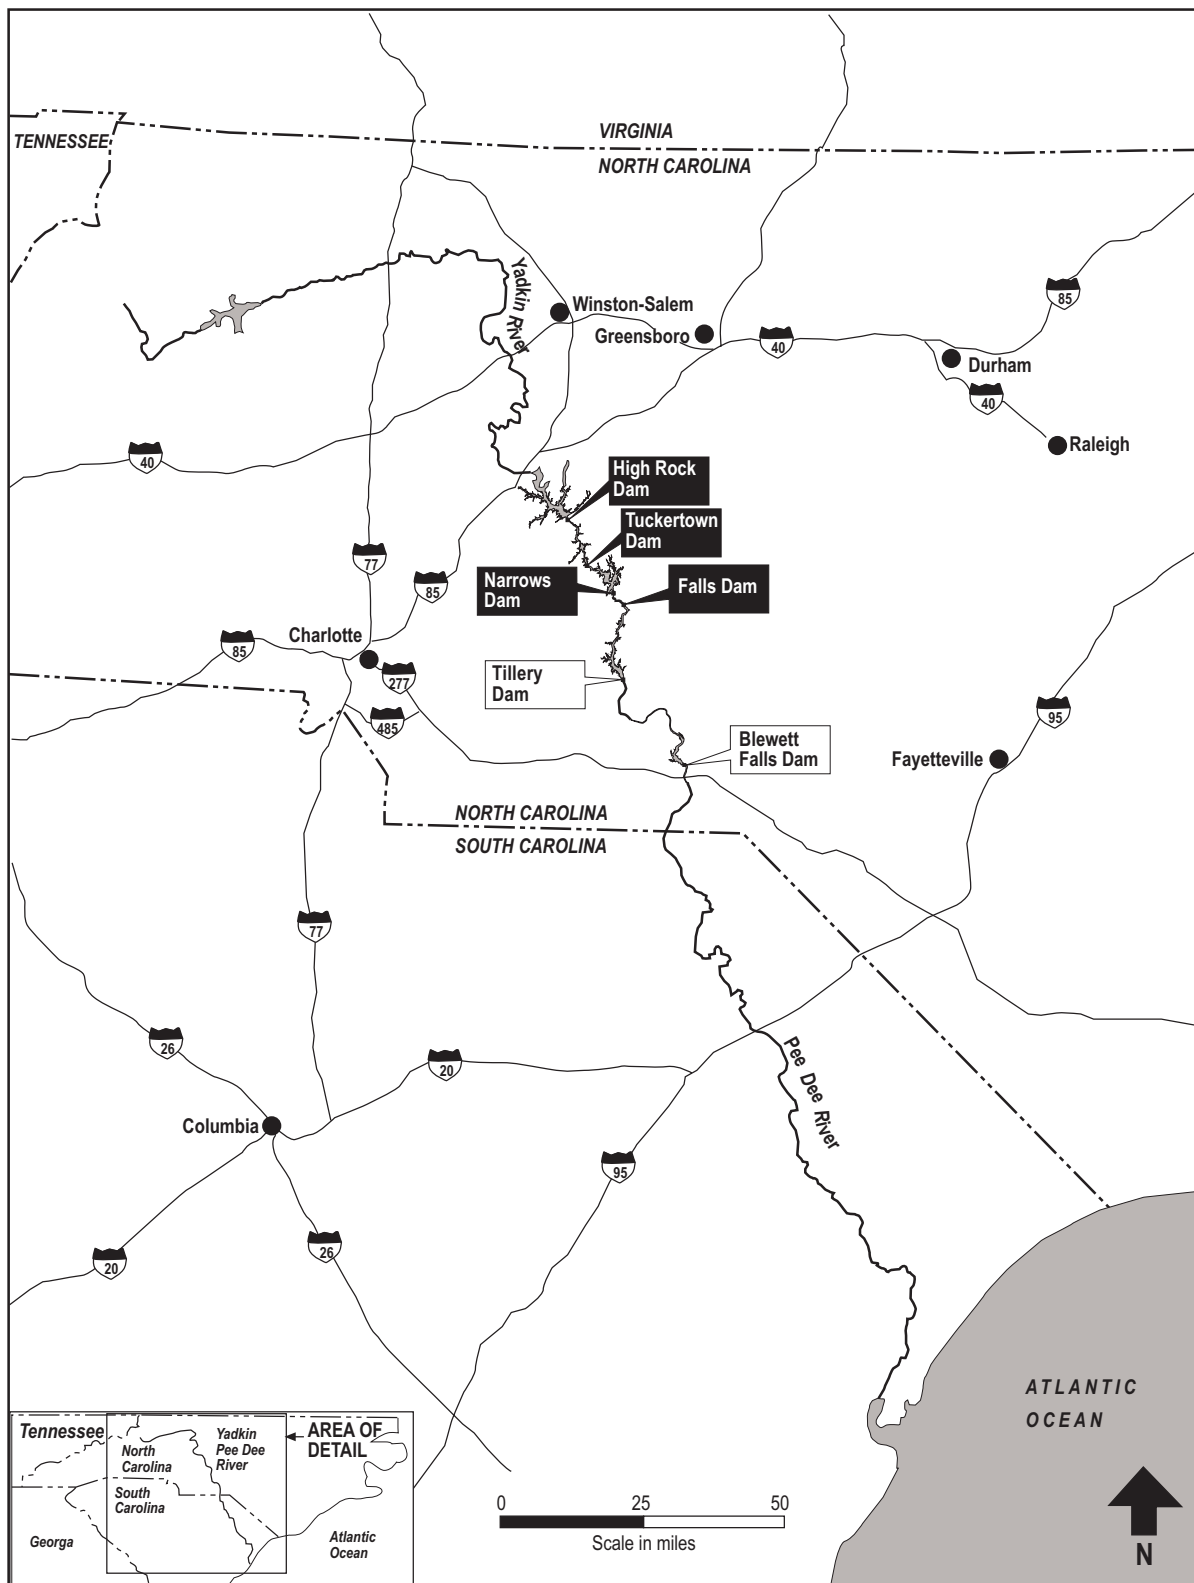 TENNESSEE
VIRGINIA
NORTH CAROLINA
Yadkin River
Winston-Salem
Greensboro
85
40
Durham
40
Raleigh
40
High Rock
Dam
Tuckertown
Dam
77
85
Narrows
Dam
Falls Dam
Charlotte
85
277
Tillery
Dam
485
95
Blewett
Falls Dam
Fayetteville
NORTH CAROLINA
SOUTH CAROLINA
77
26
20
Pee Dee River
Columbia
95
20
26
ATLANTIC
OCEAN
Tennessee
North
Carolina
Yadkin
Pee Dee
River
AREA OF
DETAIL
South
Carolina
Georga
Atlantic
Ocean
0 25 50
Scale in miles
N